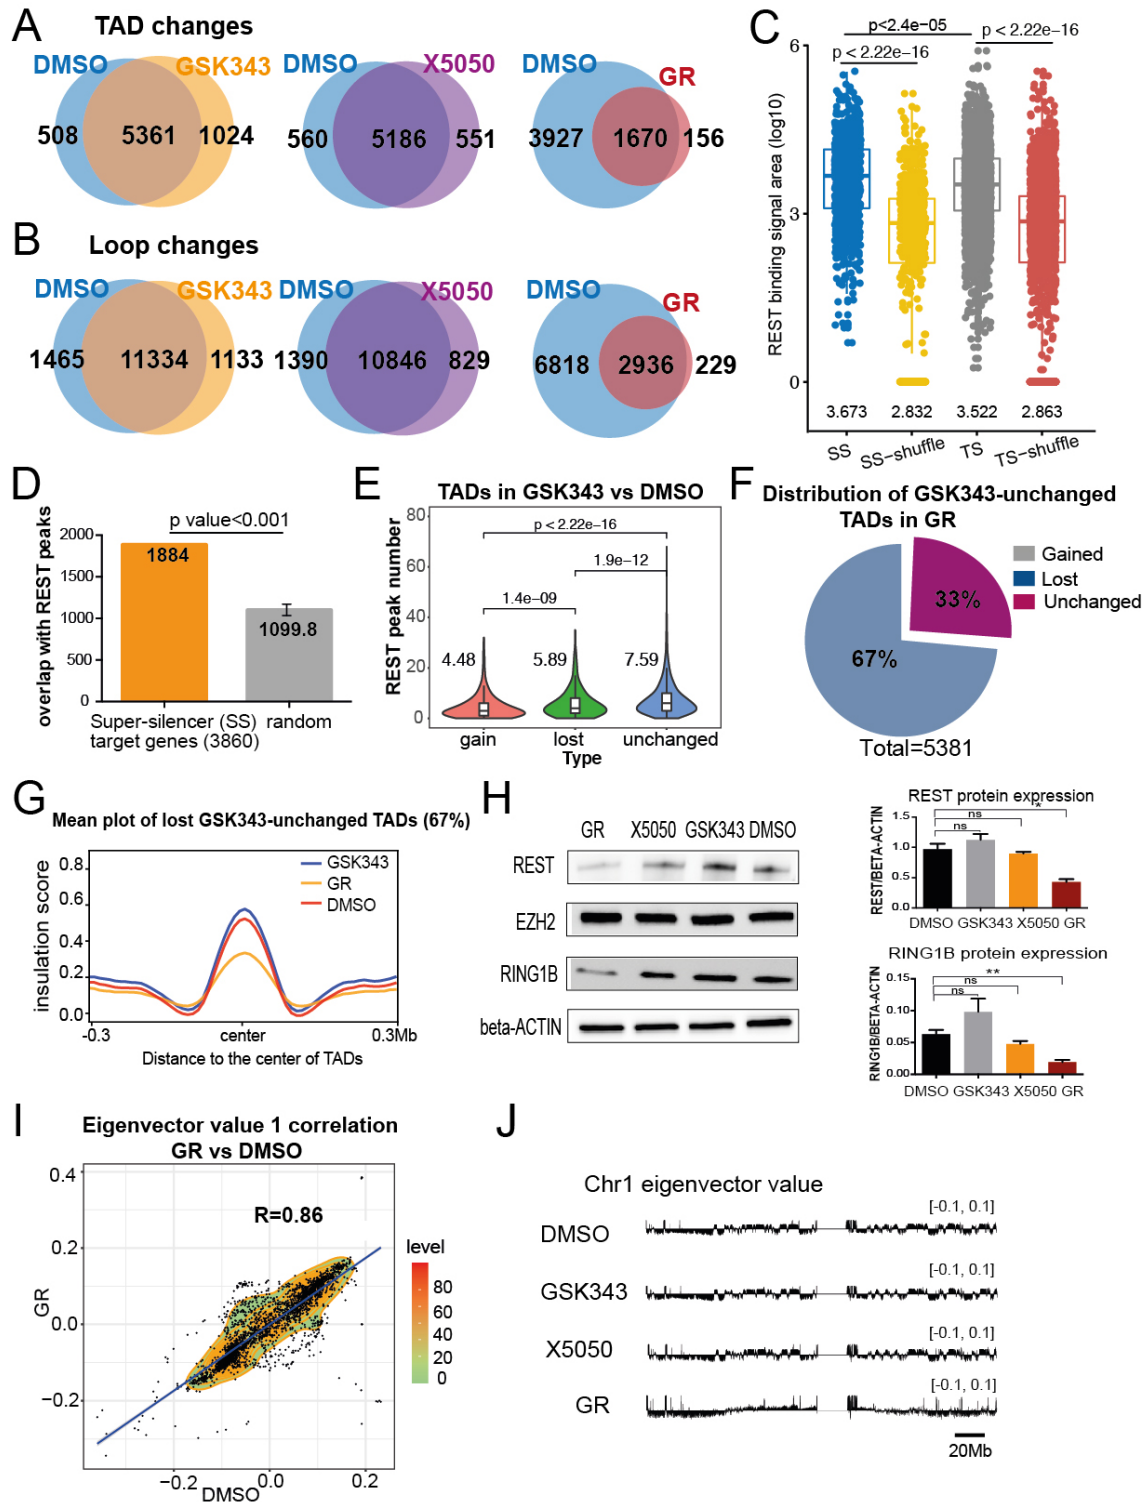 A
TAD changes
DMSO GSK343
508 5361 1024
DMSO X5050
560 5186 551
DMSO GR
3927 1670 156
B
Loop changes
DMSO GSK343
1465 11334 1133
DMSO X5050
1390 10846 829
DMSO GR
6818 2936 229
C
p<2.4e−05
p < 2.22e−16
p < 2.22e−16
REST binding signal area (log10)
6
3
0
3.673 2.832 3.522 2.863
SS SS−shuffle TS TS−shuffle
D
p value<0.001
overlap with REST peaks
2000
1500
1000
500
0
1884
1099.8
Super-silencer (SS) random
target genes (3860)
E
TADs in GSK343 vs DMSO
REST peak number
80
60
40
20
0
p < 2.22e−16
1.9e−12
1.4e−09
4.48 5.89 7.59
gain lost unchanged
Type
F
Distribution of GSK343-unchanged
TADs in GR
33%
67%
Gained
Lost
Unchanged
Total=5381
G
Mean plot of lost GSK343-unchanged TADs (67%)
insulation score
0.8
0.6
0.4
0.2
0.0
GSK343
GR
DMSO
-0.3 center 0.3Mb
Distance to the center of TADs
H
GR X5050 GSK343 DMSO
REST
EZH2
RING1B
beta-ACTIN
REST protein expression
REST/BETA-ACTIN
1.5
1.0
0.5
0.0
*
ns
ns
DMSO GSK343 X5050 GR
RING1B protein expression
RING1B/BETA-ACTIN
0.15
0.10
0.05
0.00
**
ns
ns
DMSO GSK343 X5050 GR
I
Eigenvector value 1 correlation
GR vs DMSO
R=0.86
GR
0.4
0.2
0.0
−0.2
−0.2 0.0 0.2
DMSO
level
80
60
40
20
0
J
Chr1 eigenvector value
[-0.1, 0.1]
DMSO
[-0.1, 0.1]
GSK343
[-0.1, 0.1]
X5050
[-0.1, 0.1]
GR
20Mb